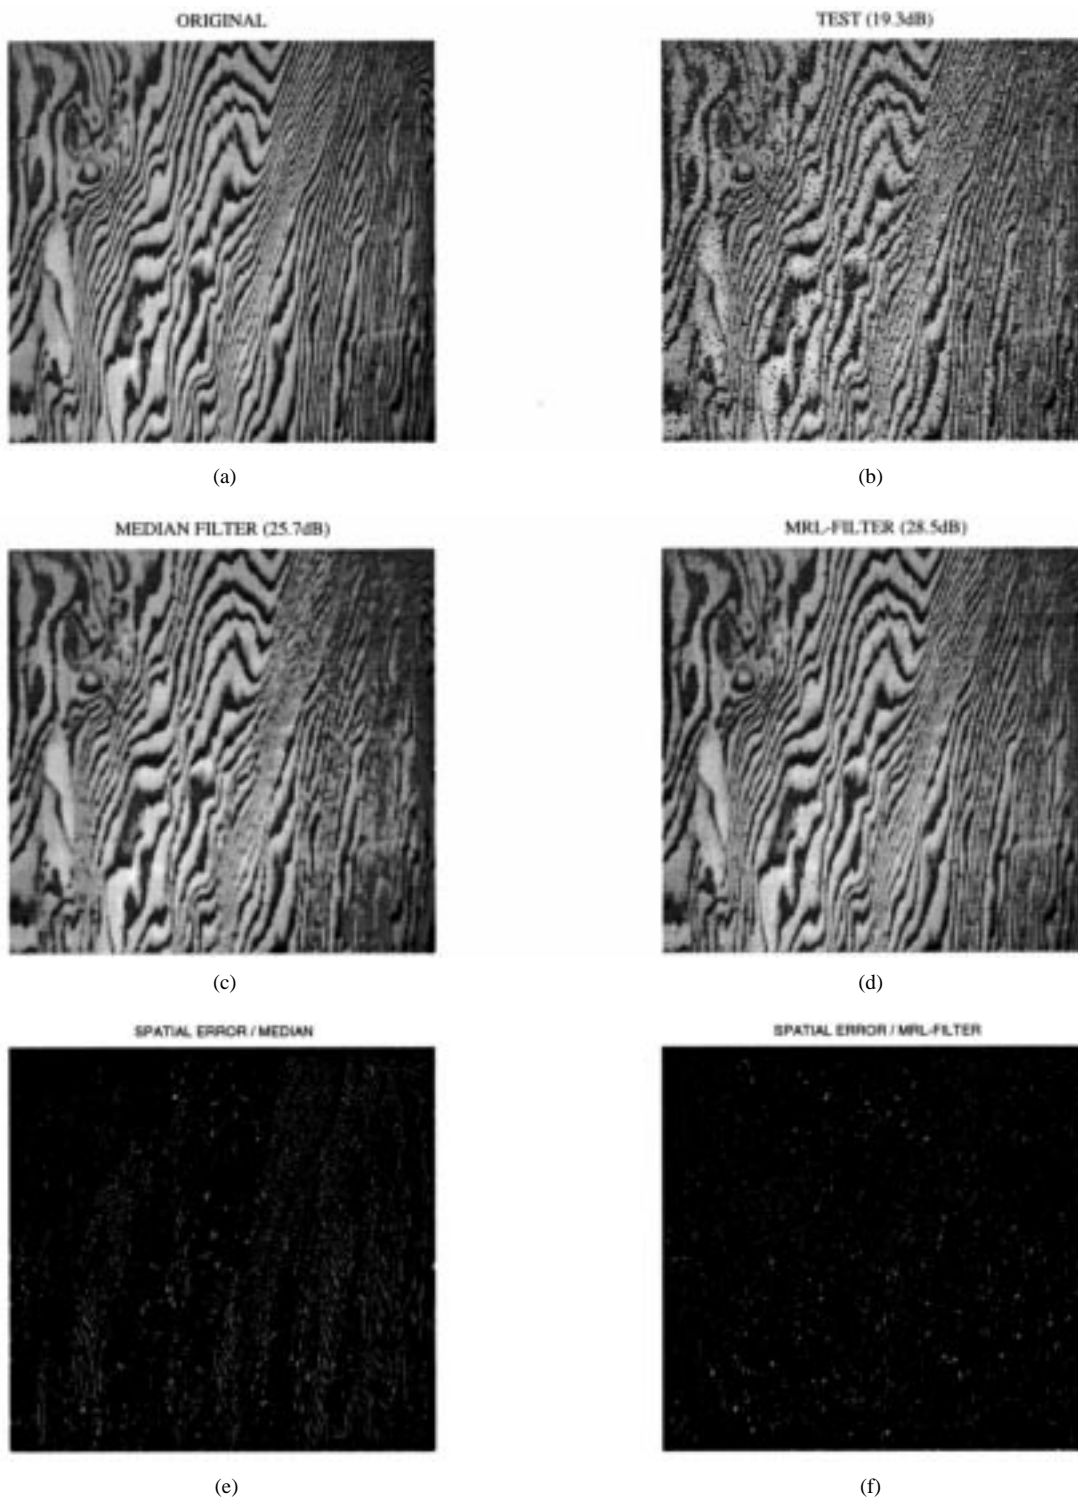 ORIGINAL
TEST (19.3dB)
(a)
(b)
MEDIAN FILTER (25.7dB)
MRL-FILTER (28.5dB)
(c)
(d)
SPATIAL ERROR / MEDIAN
SPATIAL ERROR / MRL-FILTER
(e)
(f)